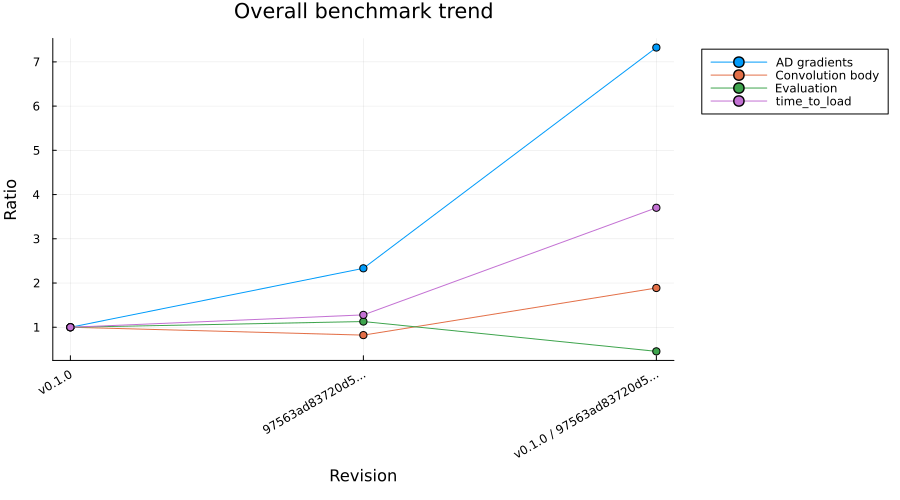 Overall benchmark trend
AD gradients
Convolution body
Evaluation
time_to_load
Ratio
7
6
5
4
3
2
1
v0.1.0
97563ad83720d5...
v0.1.0 / 97563ad83720d5...
Revision